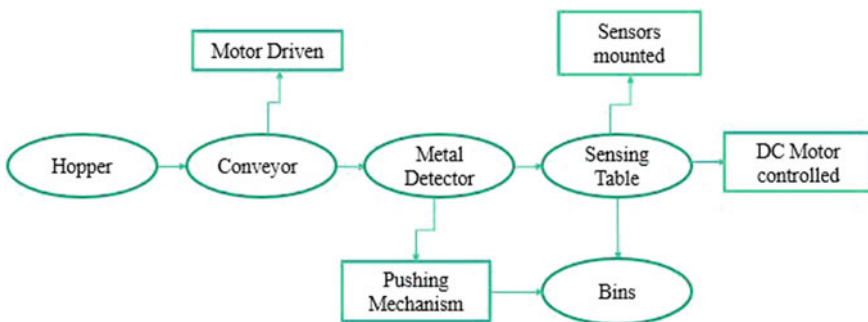 Motor Driven
Sensors
mounted
Hopper
Conveyor
Metal
Detector
Sensing
Table
DC Motor
controlled
Pushing
Mechanism
Bins